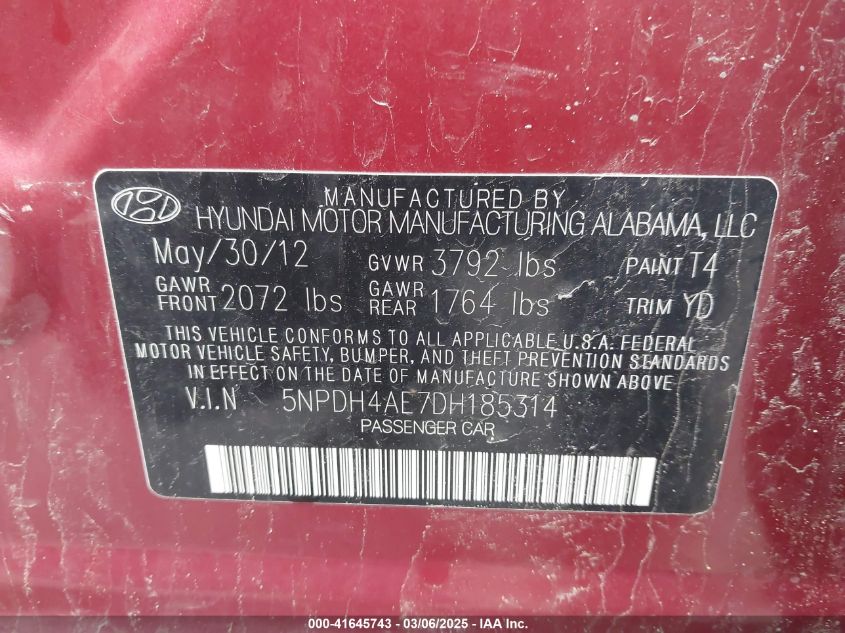 MANUFACTURED BY
HYUNDAI MOTOR MANUFACTURING ALABAMA, LLC
May/30/12 GVWR 3792 lbs PAINT T4
GAWR FRONT 2072 lbs GAWR REAR 1764 lbs TRIM YD
THIS VEHICLE CONFORMS TO ALL APPLICABLE U.S.A. FEDERAL
MOTOR VEHICLE SAFETY, BUMPER, AND THEFT PREVENTION STANDARDS
IN EFFECT ON THE DATE OF MANUFACTURE SHOWN ABOVE.
V.I.N 5NPDH4AE7DH185314
PASSENGER CAR
000-41645743 - 03/06/2025 - IAA Inc.